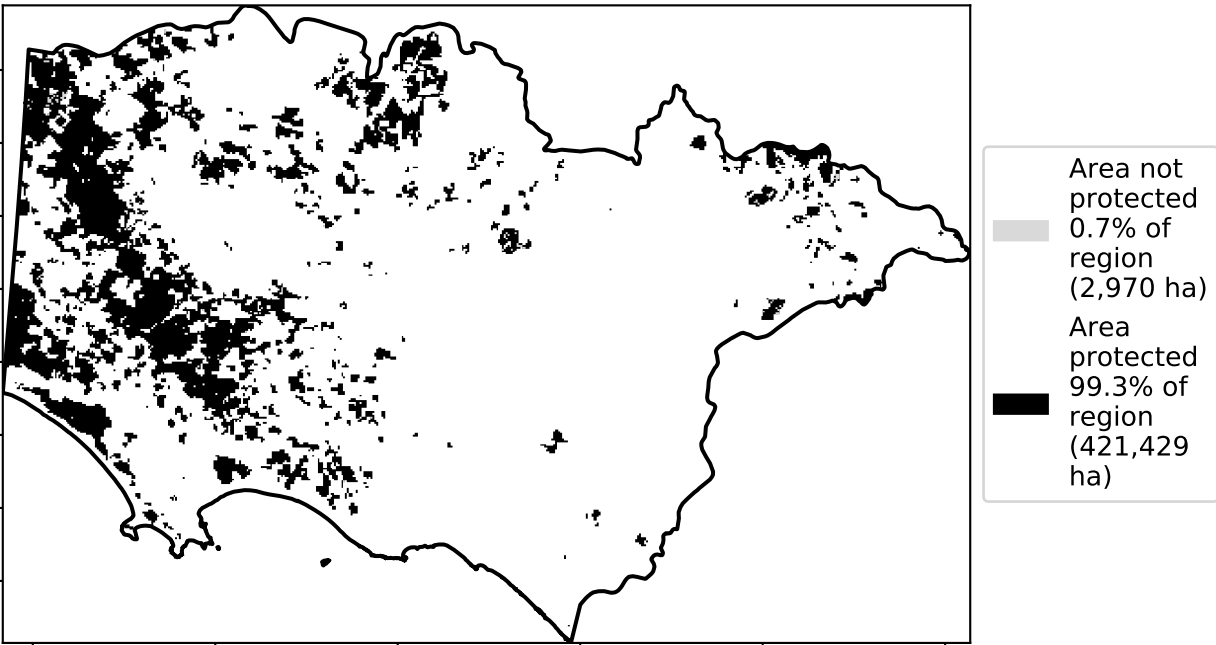 Area not
protected
0.7% of
region
(2,970 ha)
Area
protected
99.3% of
region
(421,429
ha)